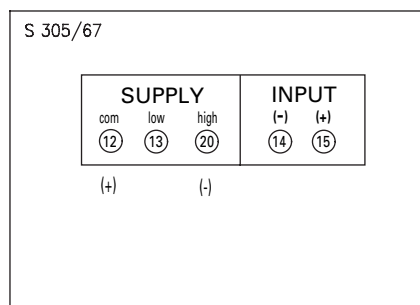 S 305/67
SUPPLY INPUT
com low high (-) (+)
12 13 20 14 15
(+) (-)